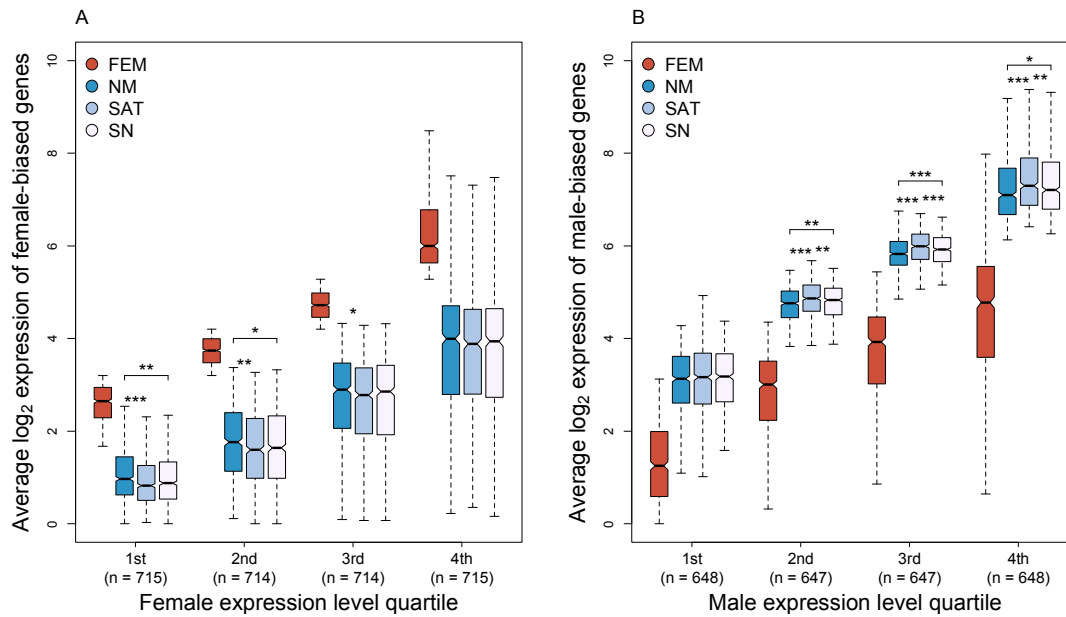 A
Average log2 expression of female-biased genes
10
8
6
4
2
0
FEM
NM
SAT
SN
**
***
*
**
*
1st
(n = 715)
2nd
(n = 714)
3rd
(n = 714)
4th
(n = 715)
Female expression level quartile
B
Average log2 expression of male-biased genes
10
8
6
4
2
0
FEM
NM
SAT
SN
**
*** **
***
*** ***
*
*** **
1st
(n = 648)
2nd
(n = 647)
3rd
(n = 647)
4th
(n = 648)
Male expression level quartile